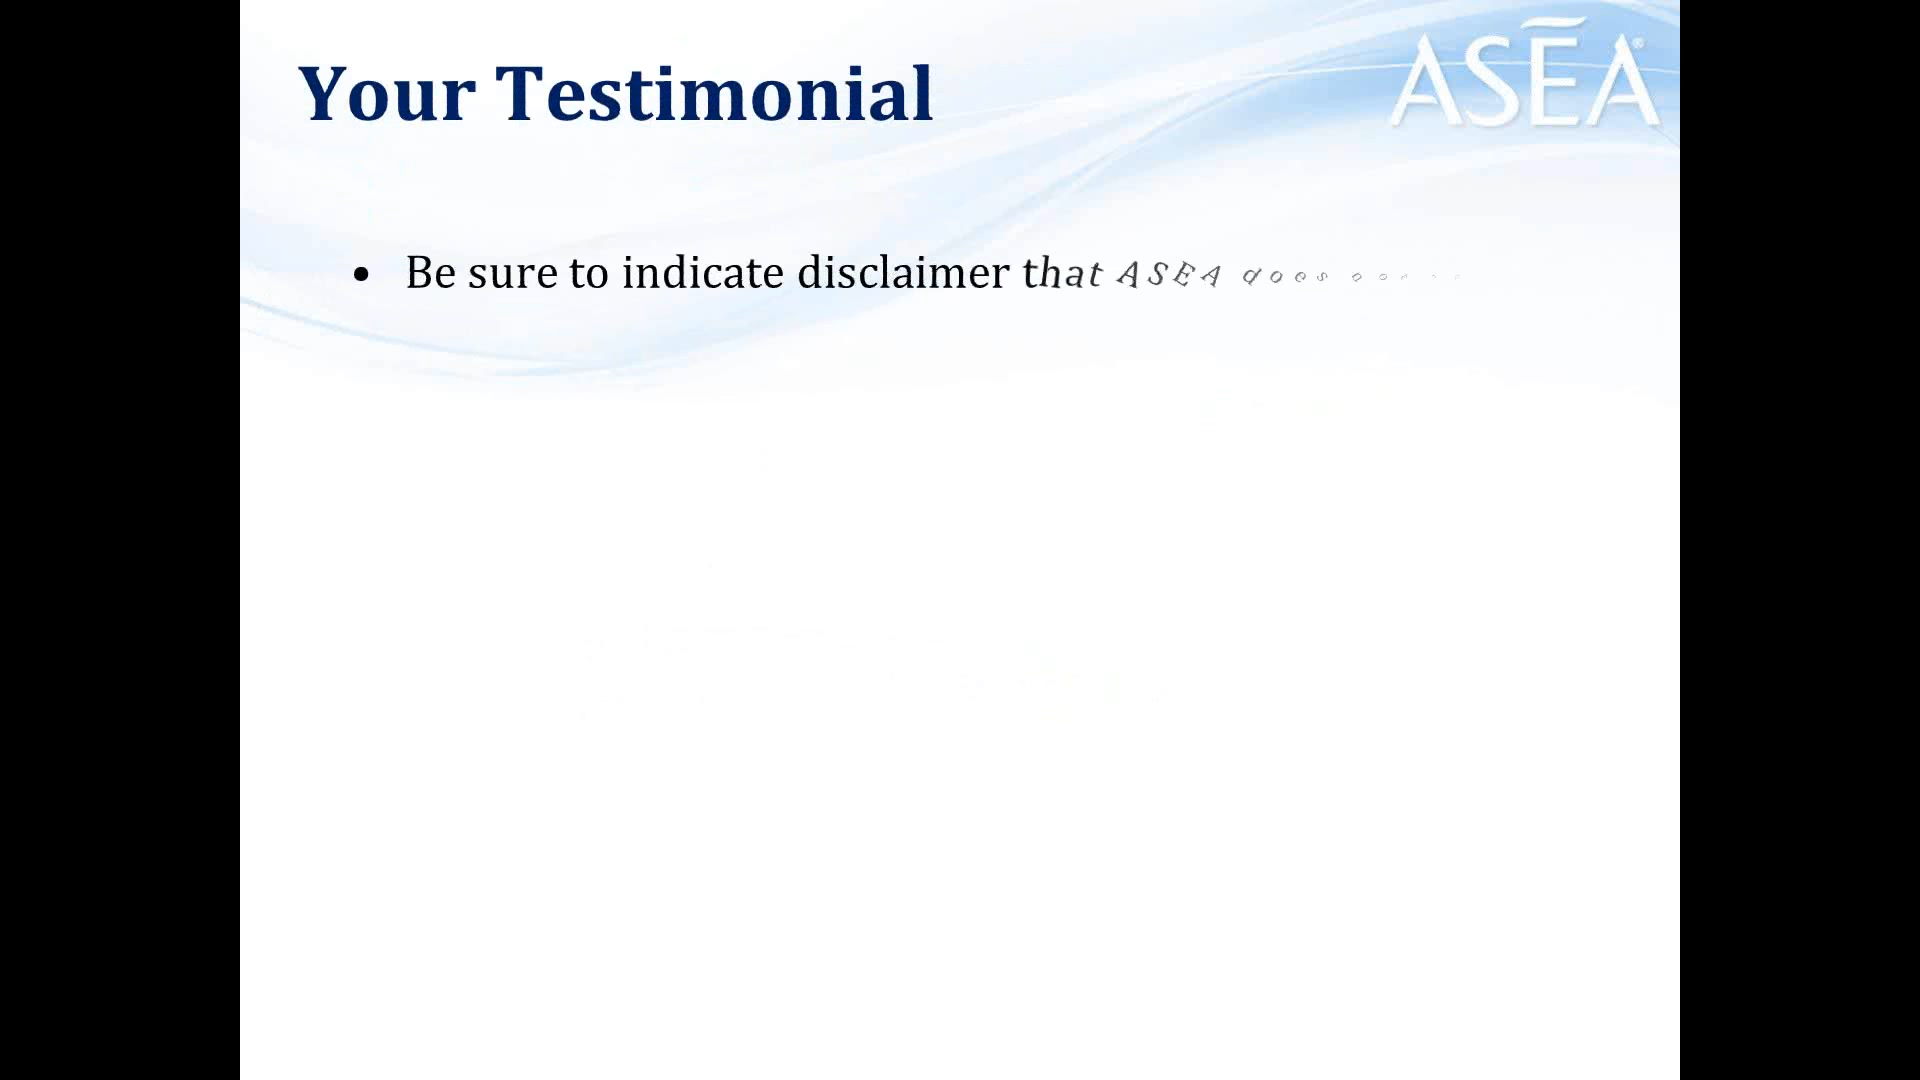 ASEA®
Your Testimonial
• Be sure to indicate disclaimer that ASEA does